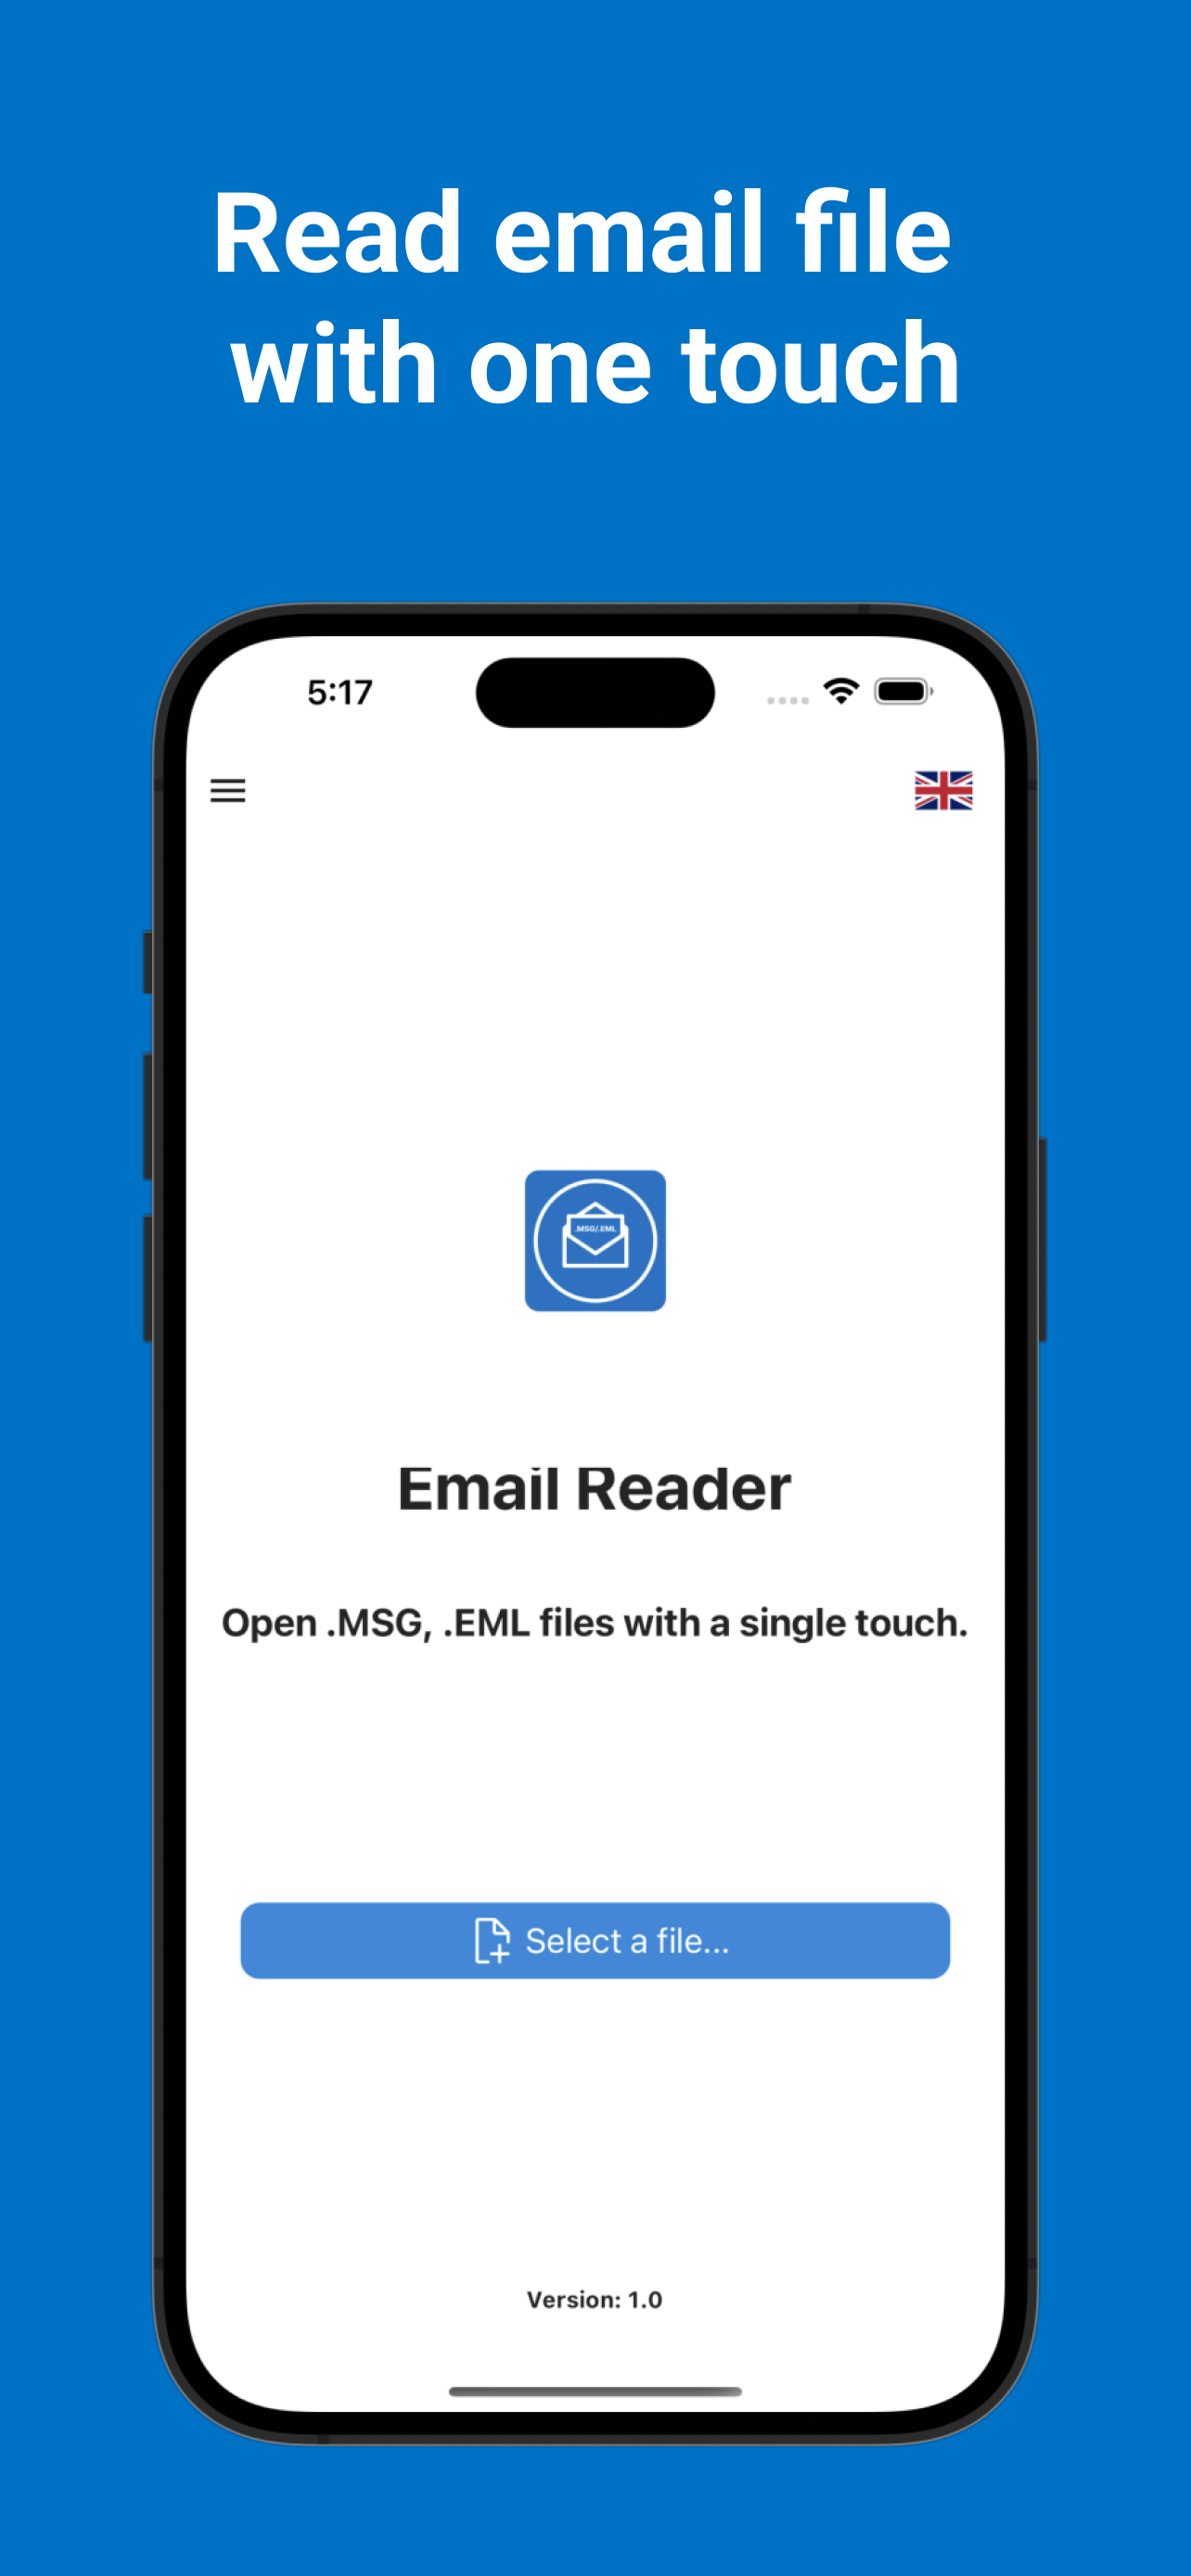 Read email file
with one touch
5:17
.MSG/.EML
Email Reader
Open .MSG, .EML files with a single touch.
Select a file...
Version: 1.0